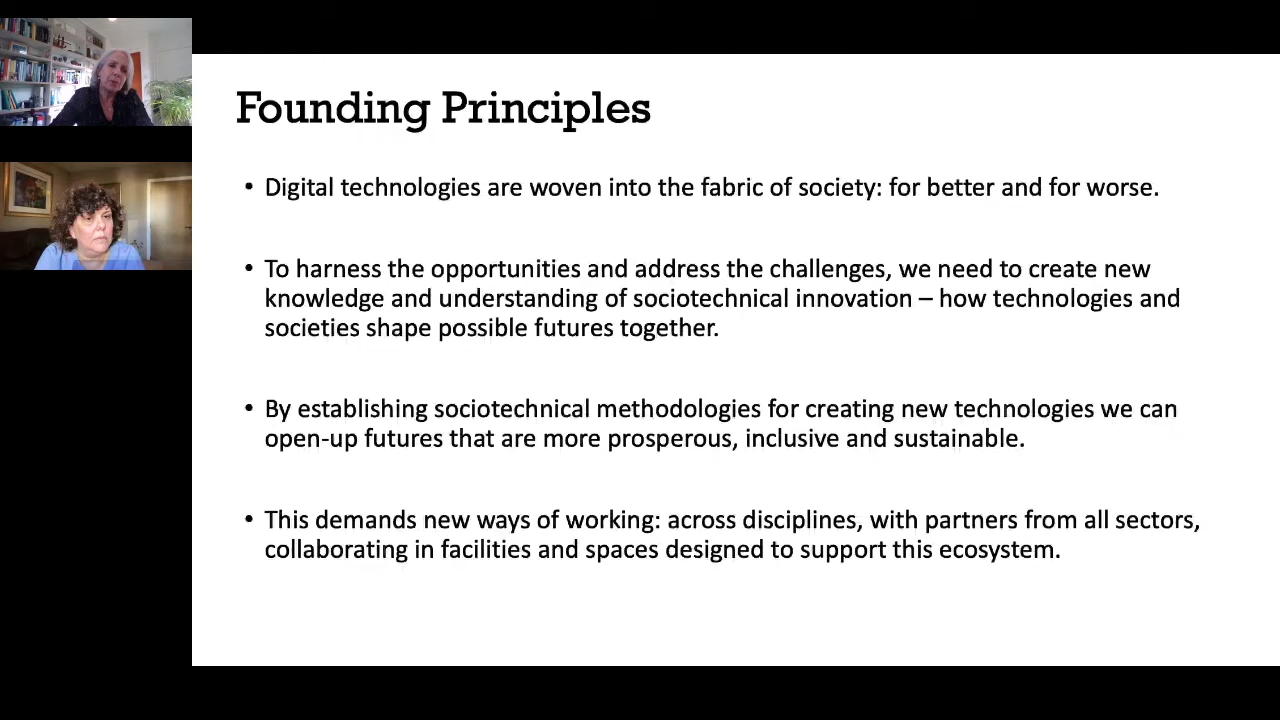 Founding Principles
• Digital technologies are woven into the fabric of society: for better and for worse.
• To harness the opportunities and address the challenges, we need to create new
knowledge and understanding of sociotechnical innovation – how technologies and
societies shape possible futures together.
• By establishing sociotechnical methodologies for creating new technologies we can
open-up futures that are more prosperous, inclusive and sustainable.
• This demands new ways of working: across disciplines, with partners from all sectors,
collaborating in facilities and spaces designed to support this ecosystem.